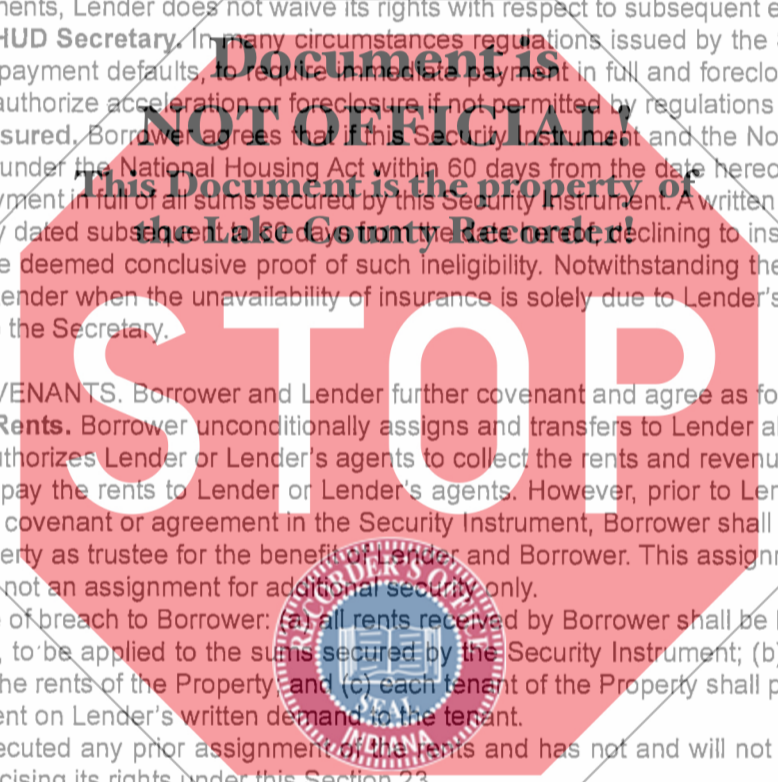 ments, Lender does not waive its rights with respect to subsequent e
HUD Secretary. In many circumstances regulations issued by the
payment defaults, to require immediate payment in full and foreclo
authorize acceleration or foreclosure if not permitted by regulations
sured. Borrower agrees that if this Security Instrument and the No
under the National Housing Act within 60 days from the date hereo
yment in full of all sums secured by this Security Instrument. A written
y dated subsequent to 60 days from the date hereof, declining to ins
e deemed conclusive proof of such ineligibility. Notwithstanding the
ender when the unavailability of insurance is solely due to Lender's
the Secretary.
VENANTS. Borrower and Lender further covenant and agree as fo
Rents. Borrower unconditionally assigns and transfers to Lender al
uthorizes Lender or Lender's agents to collect the rents and revenu
pay the rents to Lender or Lender's agents. However, prior to Len
covenant or agreement in the Security Instrument, Borrower shall
erty as trustee for the benefit of Lender and Borrower. This assignm
not an assignment for additional security only.
of breach to Borrower: (a) all rents received by Borrower shall be
, to be applied to the sums secured by the Security Instrument; (b)
he rents of the Property; and (c) each tenant of the Property shall p
ent on Lender's written demand to the tenant.
ecuted any prior assignment of the rents and has not and will not
cising its rights under this Section 23.
Document is
NOT OFFICIAL!
This Document is the property of
the Lake County Recorder!
STOP
RECORDER'S OFFICE
SEAL
INDIANA